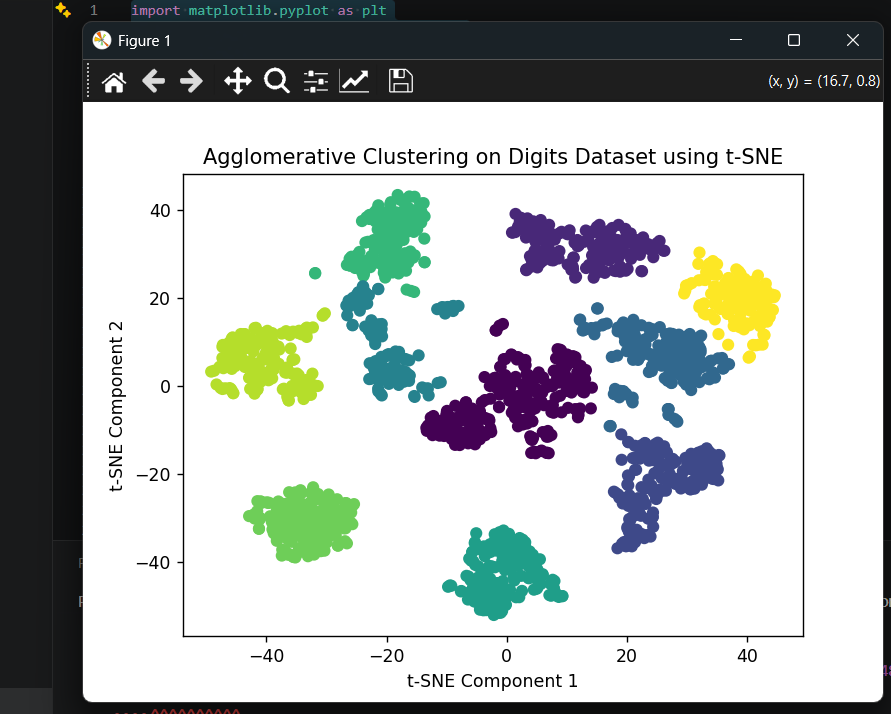 1 import matplotlib.pyplot as plt
Figure 1
(x, y) = (16.7, 0.8)
Agglomerative Clustering on Digits Dataset using t-SNE
40
20
0
−20
−40
t-SNE Component 2
−40 −20 0 20 40
t-SNE Component 1